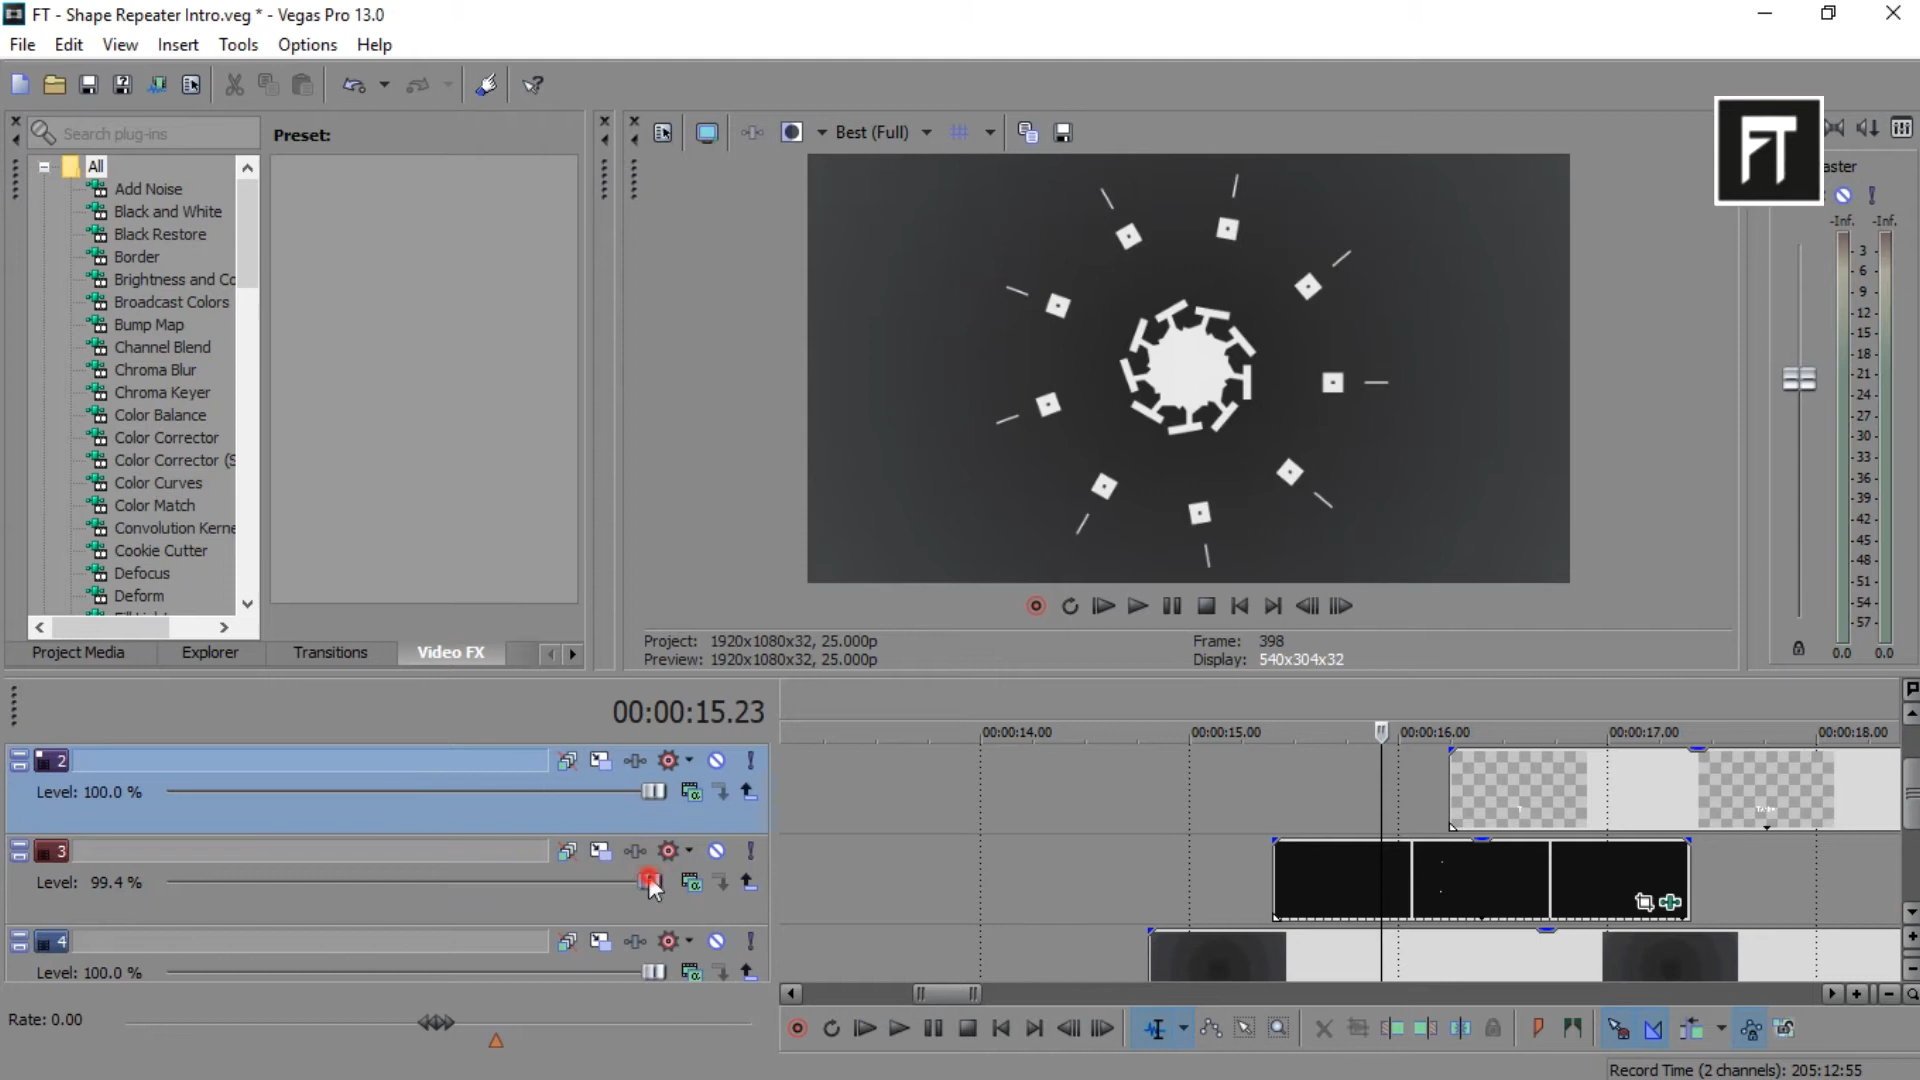 FT - Shape Repeater Intro.veg * - Vegas Pro 13.0
File Edit View Insert Tools Options Help
Search plug-ins
Preset:
Best (Full)
FT
aster
All
Add Noise
Black and White
Black Restore
Border
Brightness and Co
Broadcast Colors
Bump Map
Channel Blend
Chroma Blur
Chroma Keyer
Color Balance
Color Corrector
Color Corrector (S
Color Curves
Color Match
Convolution Kerne
Cookie Cutter
Defocus
Deform
-Inf. -Inf.
3
6
9
12
15
18
21
24
27
30
33
36
39
42
45
48
51
54
57
0.0 0.0
Project Media Explorer Transitions Video FX
Project: 1920x1080x32, 25.000p
Preview: 1920x1080x32, 25.000p
Frame: 398
Display: 540x304x32
00:00:15.23
00:00:14.00 00:00:15.00 00:00:16.00 00:00:17.00 00:00:18.00
2
Level: 100.0 %
3
Level: 99.4 %
4
Level: 100.0 %
Rate: 0.00
Record Time (2 channels): 205:12:55